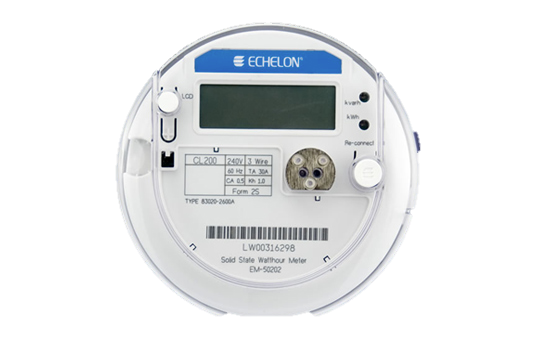 ECHELON®
LCD
kvarh
kWh
Re-connect
CL200 240V 3 Wire
60 Hz TA 30A
CA 0.5 Kh 1.0
Form 2S
TYPE 83020-2600A
LW00316298
Solid State Watthour Meter
EM-50202